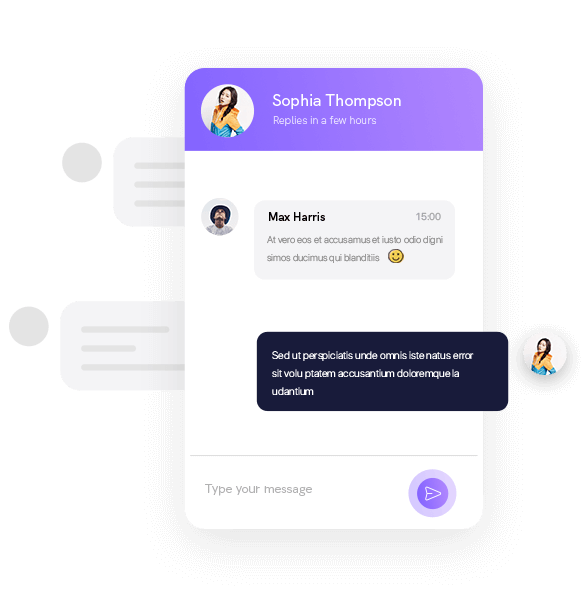 Sophia Thompson
Replies in a few hours
Max Harris 15:00
At vero eos et accusamus et iusto odio digni
simos ducimus qui blanditiis
Sed ut perspiciatis unde omnis iste natus error
sit volu ptatem accusantium doloremque la
udantium
Type your message